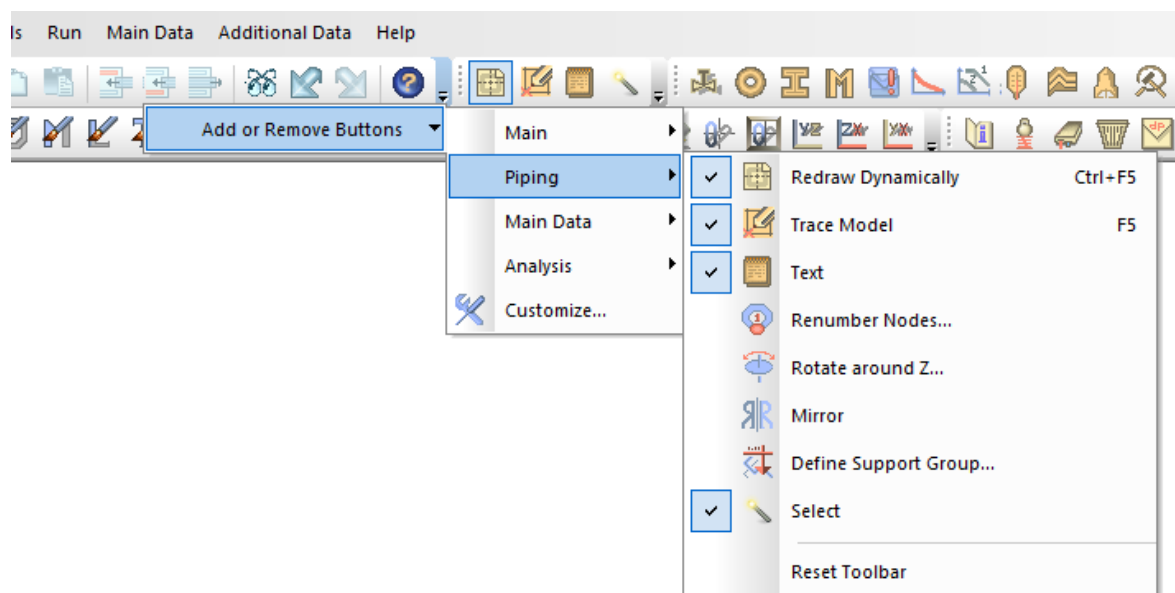 ls Run Main Data Additional Data Help
Add or Remove Buttons
Main
Piping
Main Data
Analysis
Customize...
Redraw Dynamically Ctrl+F5
Trace Model F5
Text
Renumber Nodes...
Rotate around Z...
Mirror
Define Support Group...
Select
Reset Toolbar